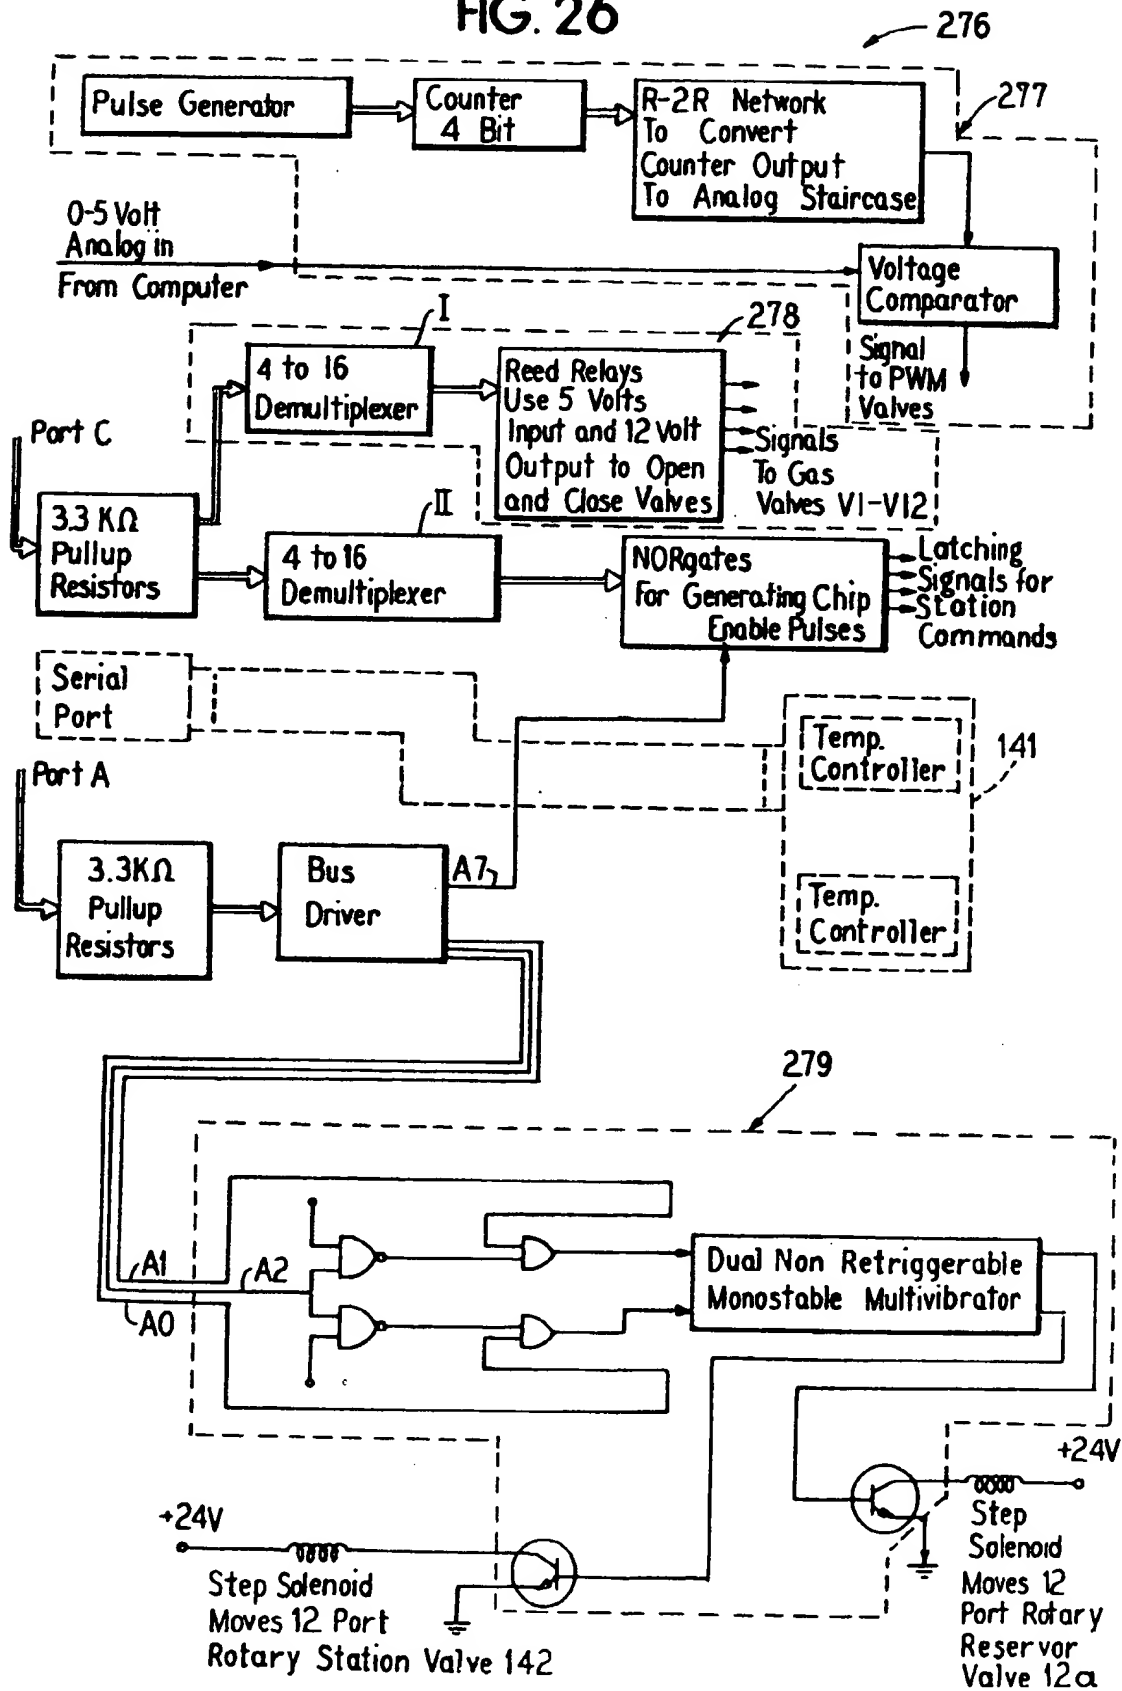 FIG. 26
276
277
Pulse Generator
Counter
4 Bit
R-2R Network
To Convert
Counter Output
To Analog Staircase
0-5 Volt
Analog in
From Computer
Voltage
Comparator
Signal
to PWM
Valves
I
278
4 to 16
Demultiplexer
Reed Relays
Use 5 Volts
Input and 12 Volt
Output to Open
and Close Valves
Signals
To Gas
Valves V1-V12
Port C
3.3 KΩ
Pullup
Resistors
II
4 to 16
Demultiplexer
NORgates
For Generating Chip
Enable Pulses
Latching
Signals for
Station
Commands
Serial
Port
Temp.
Controller
141
Temp.
Controller
Port A
3.3KΩ
Pullup
Resistors
Bus
Driver
A7
279
A1
A2
A0
Dual Non Retriggerable
Monostable Multivibrator
+24V
Step
Solenoid
Moves 12
Port Rotary
Reservor
Valve 12a
+24V
Step Solenoid
Moves 12 Port
Rotary Station Valve 142